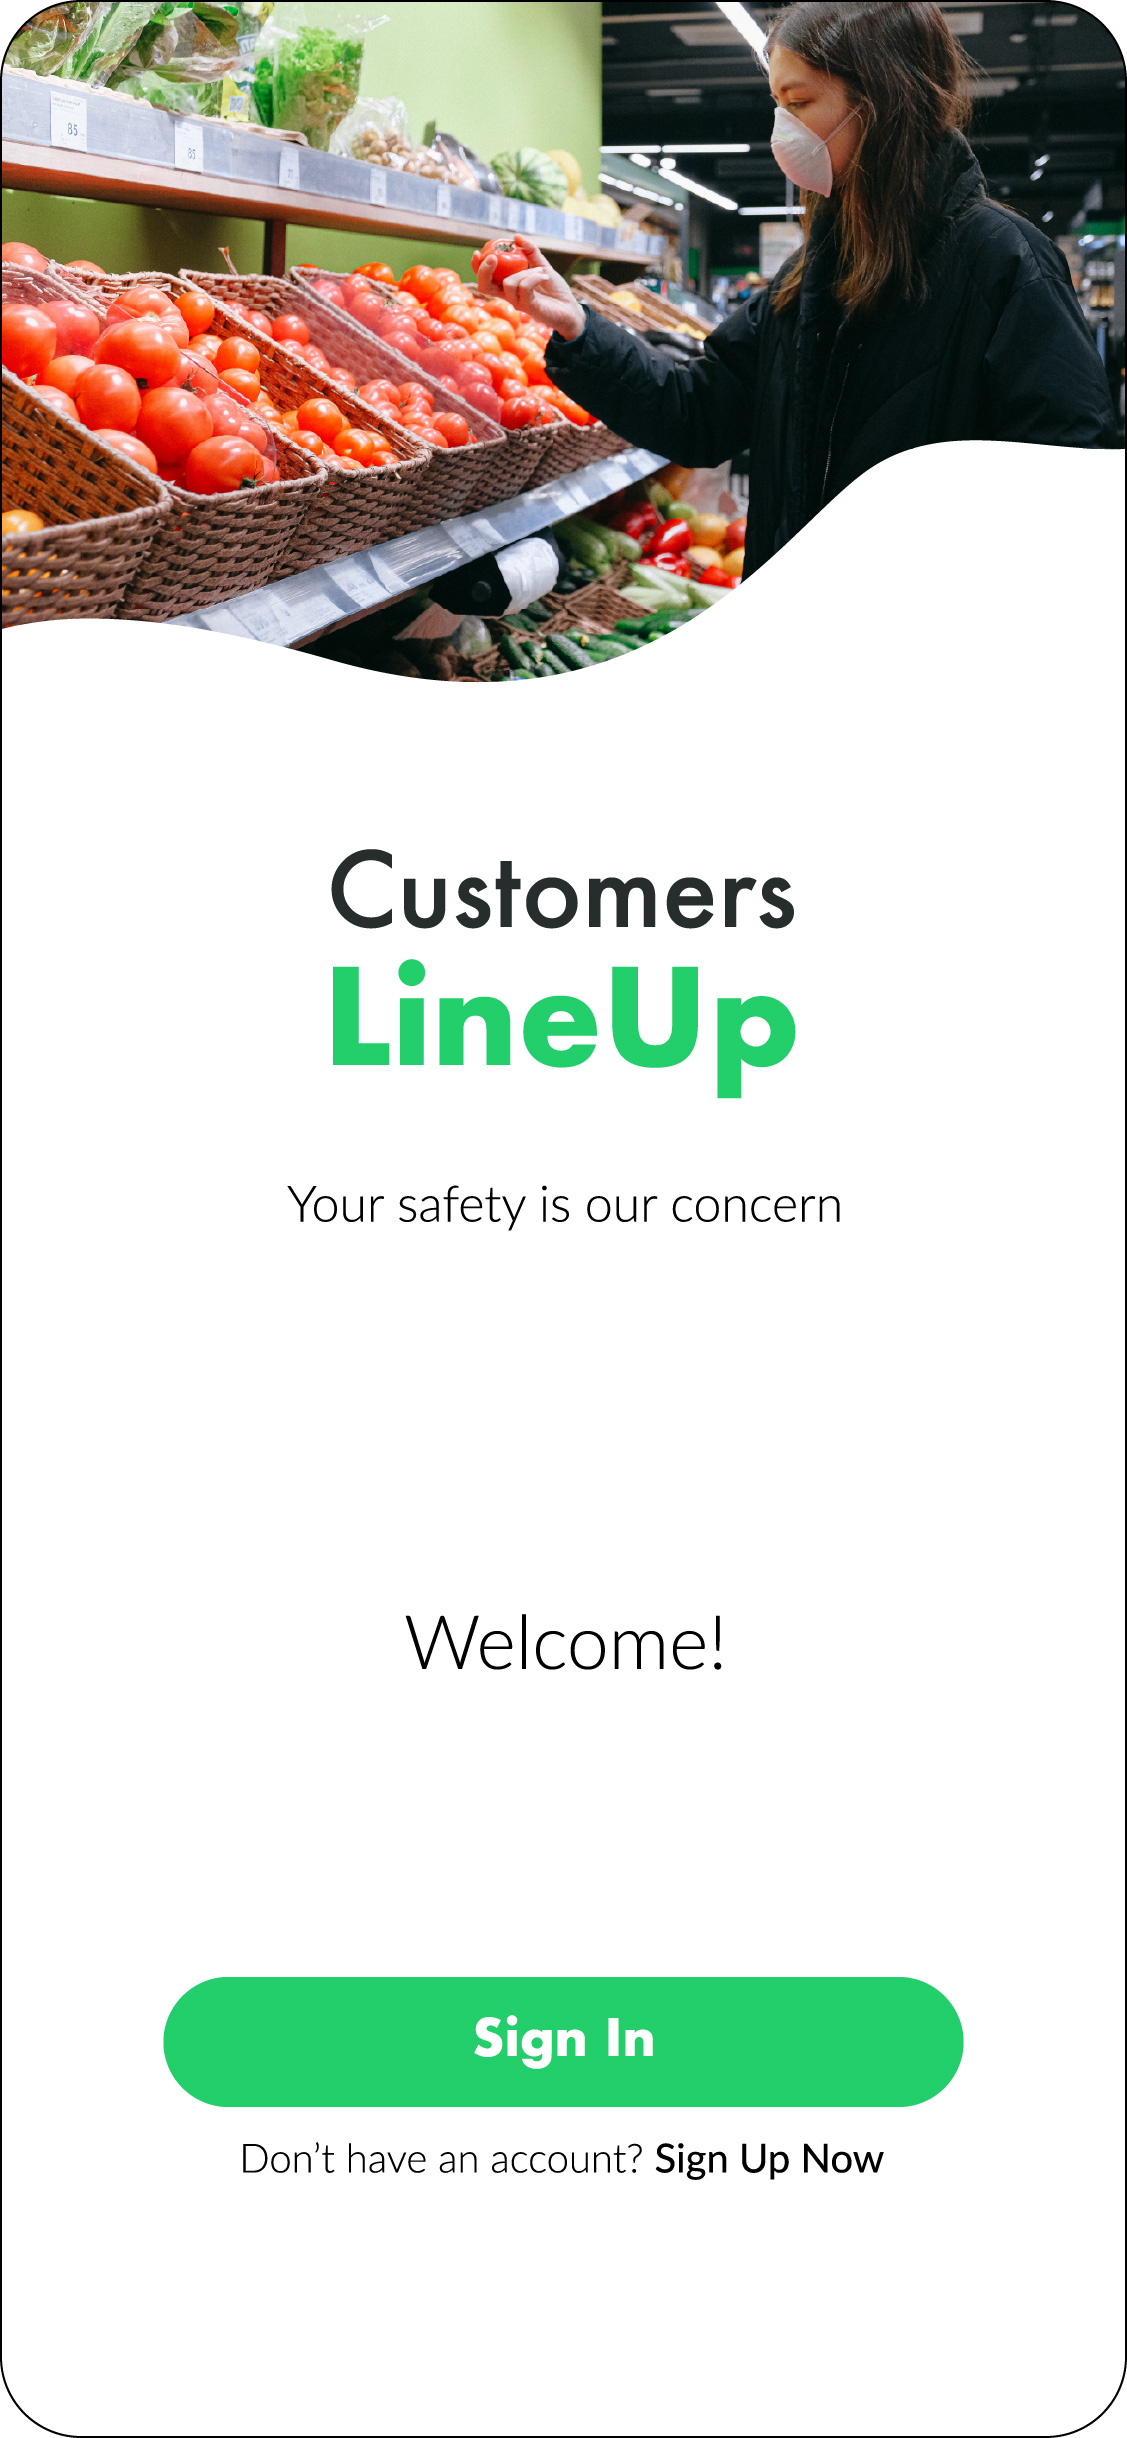 85
85
Customers
LineUp
Your safety is our concern
Welcome!
Sign In
Don’t have an account? Sign Up Now